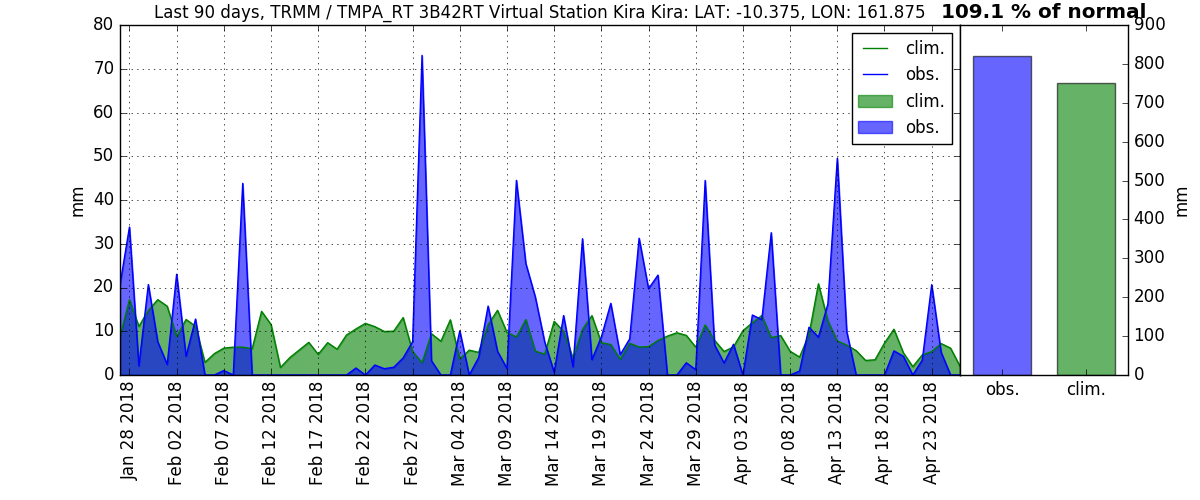 Last 90 days, TRMM / TMPA_RT 3B42RT Virtual Station Kira Kira: LAT: -10.375, LON: 161.875
109.1 % of normal
80
70
60
50
40
30
20
10
0
mm
clim.
obs.
clim.
obs.
Jan 28 2018
Feb 02 2018
Feb 07 2018
Feb 12 2018
Feb 17 2018
Feb 22 2018
Feb 27 2018
Mar 04 2018
Mar 09 2018
Mar 14 2018
Mar 19 2018
Mar 24 2018
Mar 29 2018
Apr 03 2018
Apr 08 2018
Apr 13 2018
Apr 18 2018
Apr 23 2018
900
800
700
600
500
400
300
200
100
0
mm
obs.
clim.